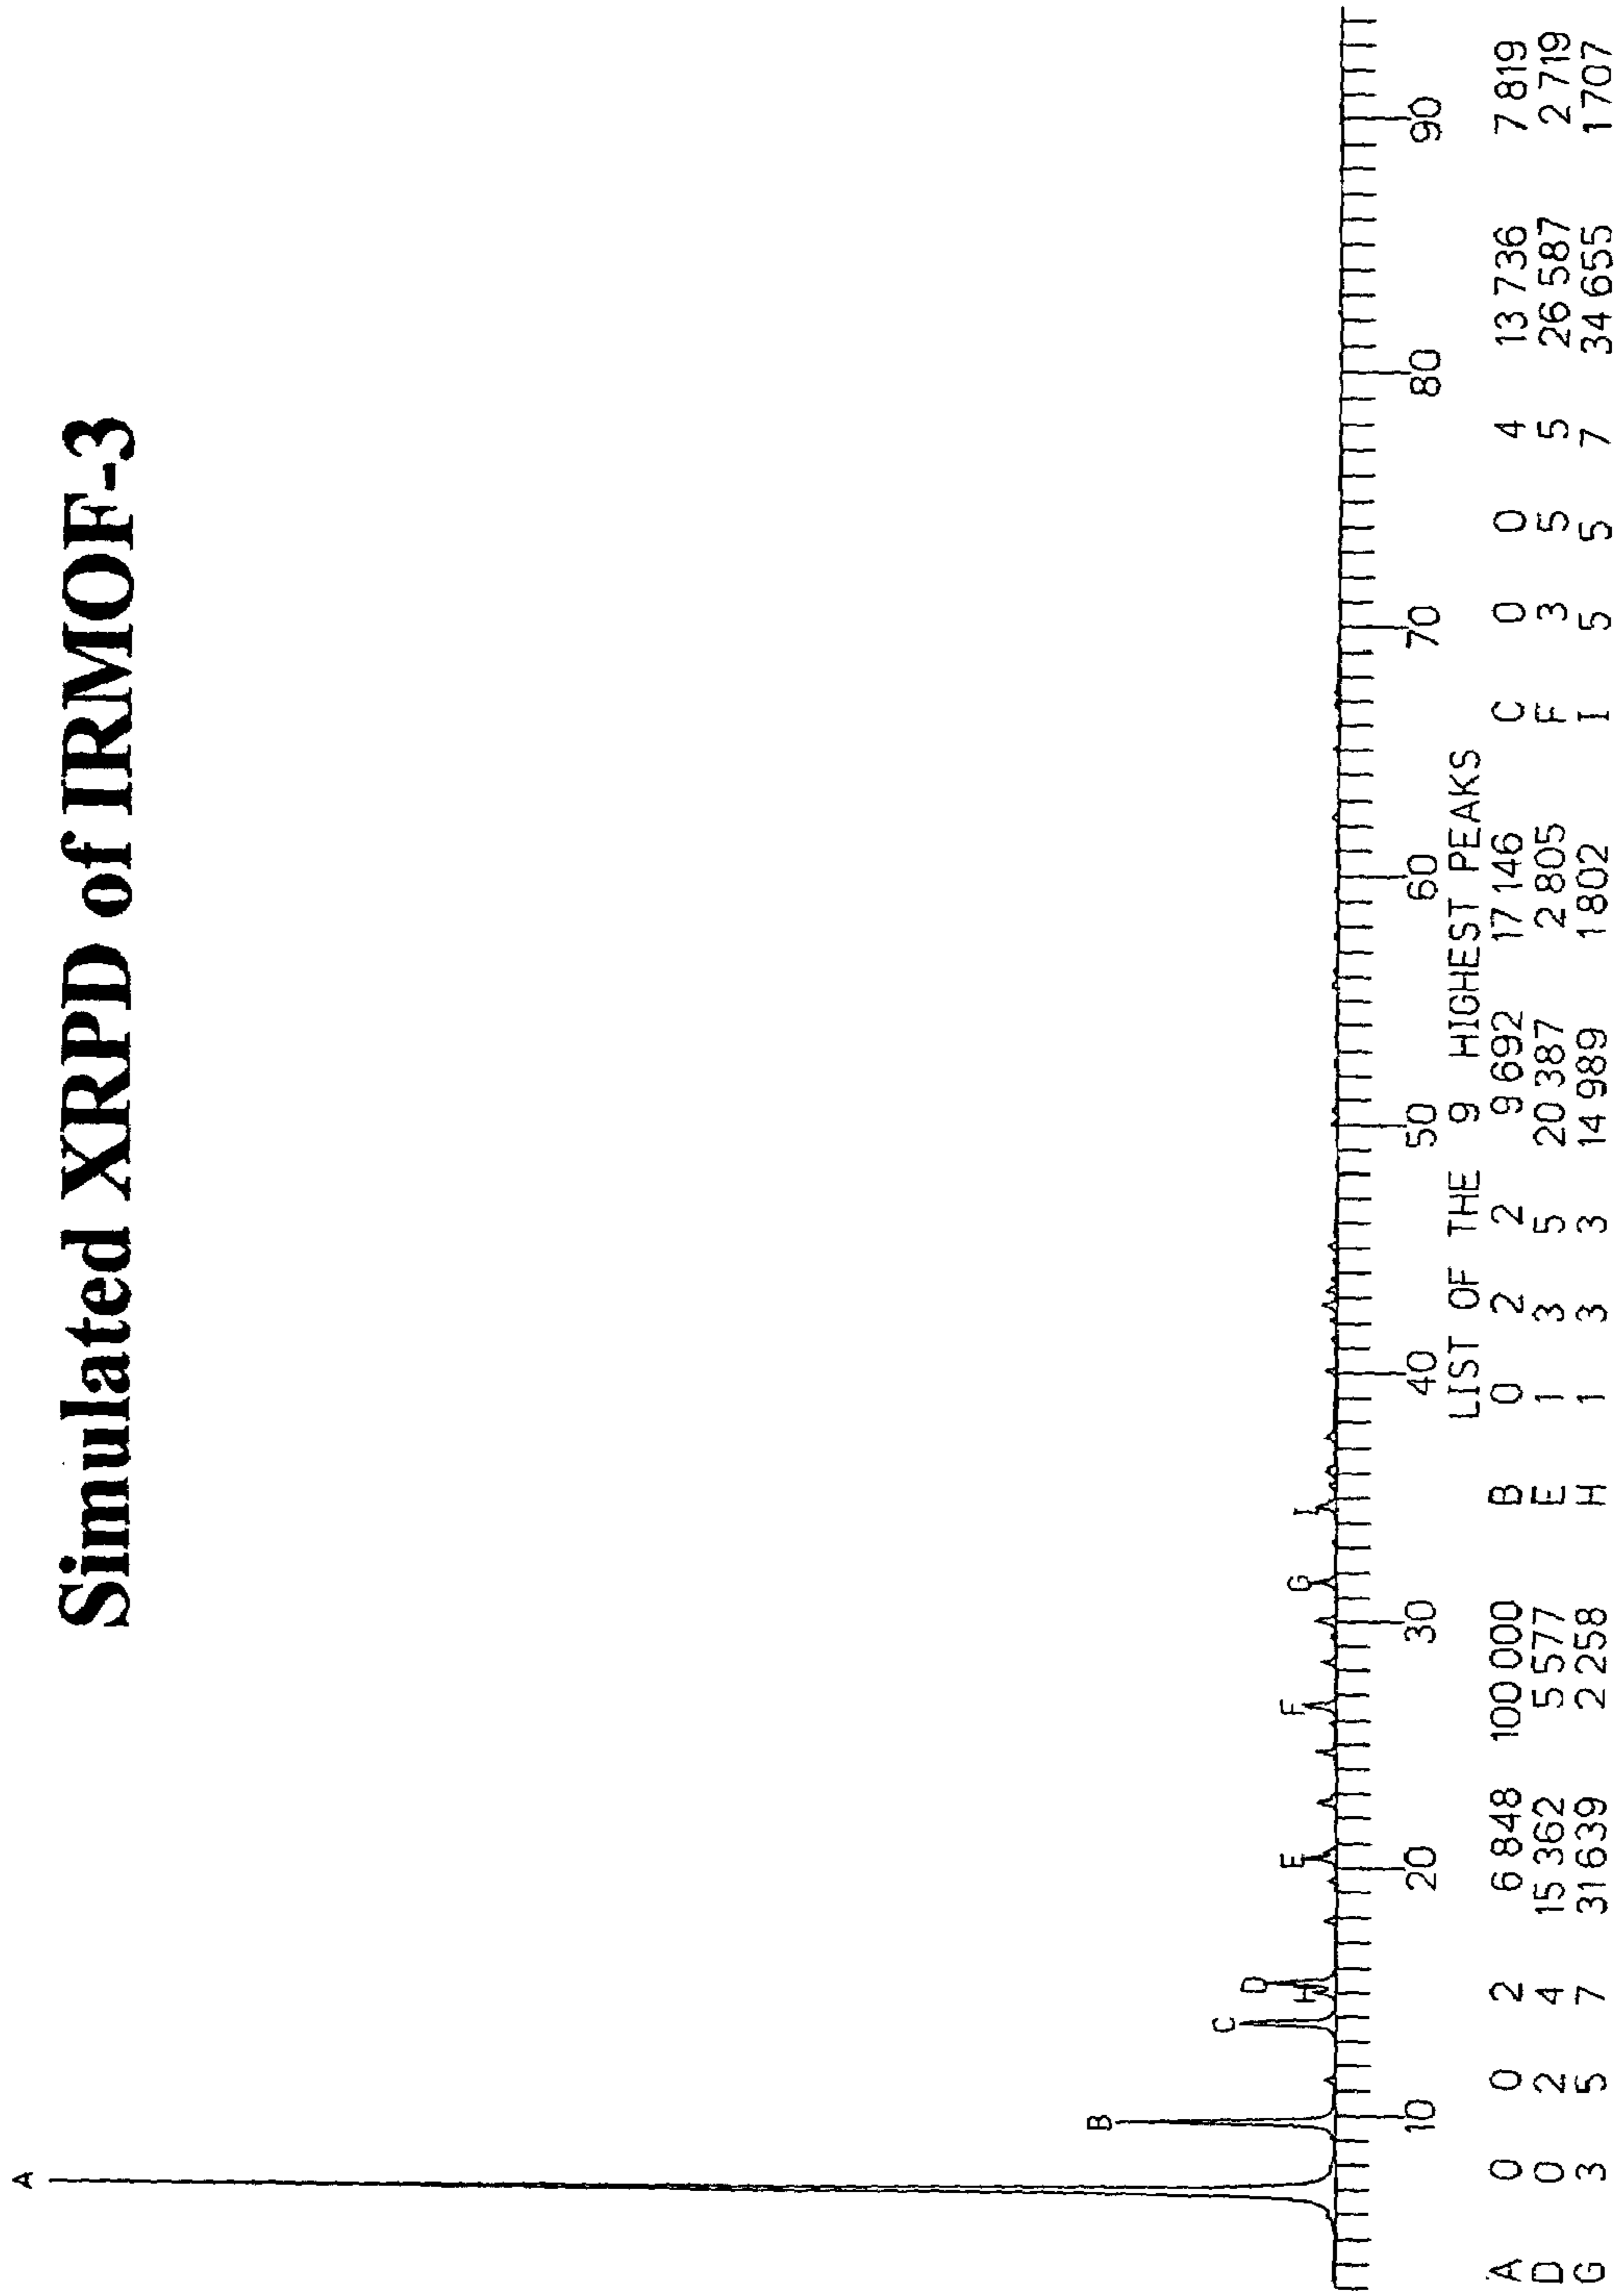 Simulated XRPD of IRMOF-3
A
B
C
D
H
E
F
G
I
10 20 30 40 50 60 70 80 90
LIST OF THE 9 HIGHEST PEAKS
A 0 0 2 6 848 100 000 B 0 2 2 9 692 17 146 C 0 0 4 13 736 7 819
D 0 2 4 15 362 5 577 E 1 3 5 20 387 2 805 F 3 5 5 26 587 2 719
G 3 5 7 31 639 2 258 H 1 3 3 14 989 1 802 I 5 5 7 34 655 1 707